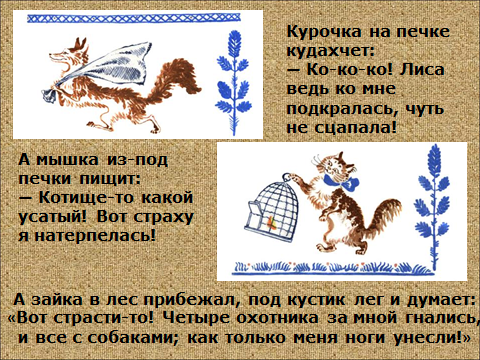 Курочка на печке
кудахчет:
— Ко-ко-ко! Лиса
ведь ко мне
подкралась, чуть
не сцапала!
А мышка из-под
печки пищит:
— Котище-то какой
усатый! Вот страху
я натерпелась!
А зайка в лес прибежал, под кустик лег и думает:
«Вот страсти-то! Четыре охотника за мной гнались,
и все с собаками; как только меня ноги унесли!»